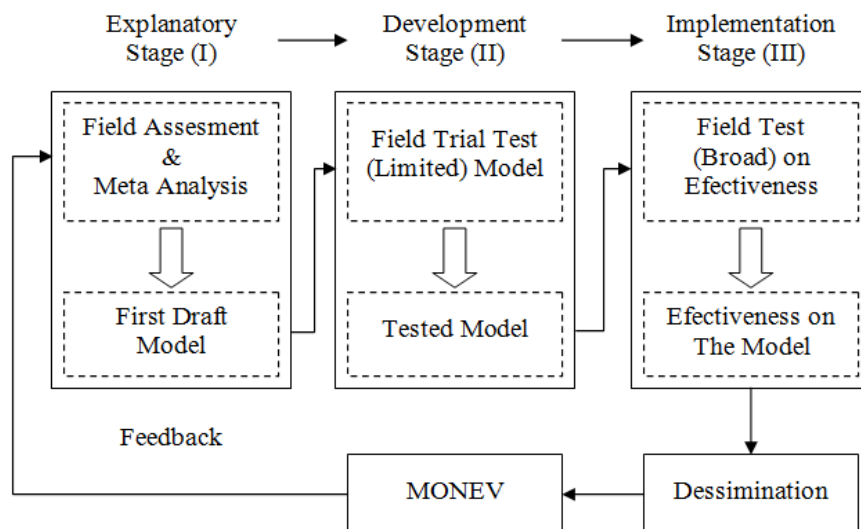 Explanatory
Stage (I)
Development
Stage (II)
Implementation
Stage (III)
Field Assesment
&
Meta Analysis
First Draft
Model
Field Trial Test
(Limited) Model
Tested Model
Field Test
(Broad) on
Efectiveness
Efectiveness on
The Model
Feedback
MONEV
Dessimination